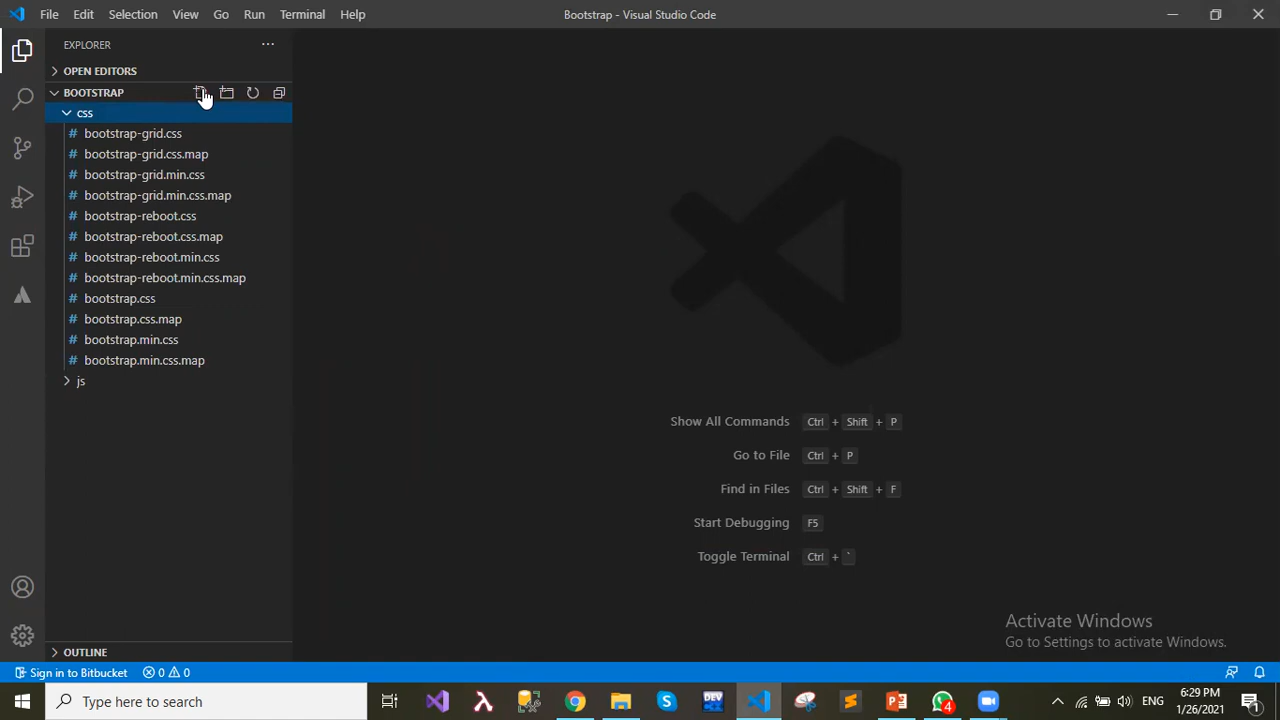 File Edit Selection View Go Run Terminal Help
Bootstrap - Visual Studio Code
EXPLORER
OPEN EDITORS
BOOTSTRAP
css
# bootstrap-grid.css
# bootstrap-grid.css.map
# bootstrap-grid.min.css
# bootstrap-grid.min.css.map
# bootstrap-reboot.css
# bootstrap-reboot.css.map
# bootstrap-reboot.min.css
# bootstrap-reboot.min.css.map
# bootstrap.css
# bootstrap.css.map
# bootstrap.min.css
# bootstrap.min.css.map
js
OUTLINE
Show All Commands Ctrl + Shift + P
Go to File Ctrl + P
Find in Files Ctrl + Shift + F
Start Debugging F5
Toggle Terminal Ctrl + `
Activate Windows
Go to Settings to activate Windows.
Sign in to Bitbucket 0 0
Type here to search
DEV
4
ENG
6:29 PM
1/26/2021
1